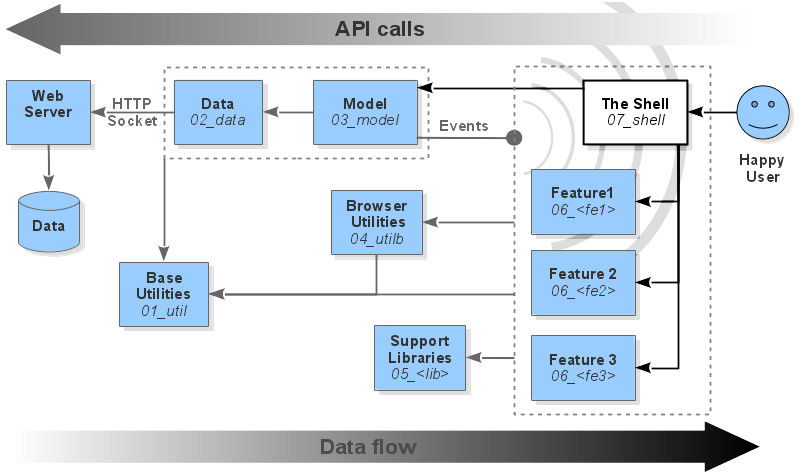 API calls
Web
Server
HTTP
Socket
Data
02_data
Model
03_model
Events
The Shell
07_shell
Happy
User
Data
Browser
Utilities
04_utilb
Feature1
06_<fe1>
Base
Utilities
01_util
Feature 2
06_<fe2>
Support
Libraries
05_<lib>
Feature 3
06_<fe3>
Data flow